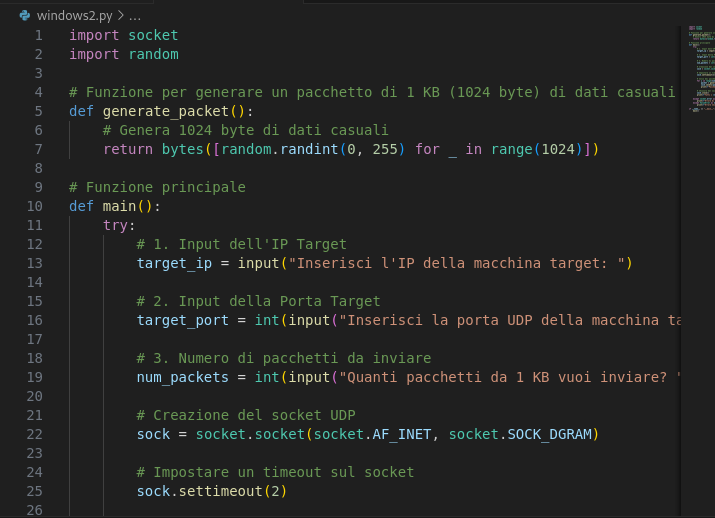 windows2.py > ...
1 import socket
2 import random
3
4 # Funzione per generare un pacchetto di 1 KB (1024 byte) di dati casuali
5 def generate_packet():
6 # Genera 1024 byte di dati casuali
7 return bytes([random.randint(0, 255) for _ in range(1024)])
8
9 # Funzione principale
10 def main():
11 try:
12 # 1. Input dell'IP Target
13 target_ip = input("Inserisci l'IP della macchina target: ")
14
15 # 2. Input della Porta Target
16 target_port = int(input("Inserisci la porta UDP della macchina ta
17
18 # 3. Numero di pacchetti da inviare
19 num_packets = int(input("Quanti pacchetti da 1 KB vuoi inviare? "
20
21 # Creazione del socket UDP
22 sock = socket.socket(socket.AF_INET, socket.SOCK_DGRAM)
23
24 # Impostare un timeout sul socket
25 sock.settimeout(2)
26